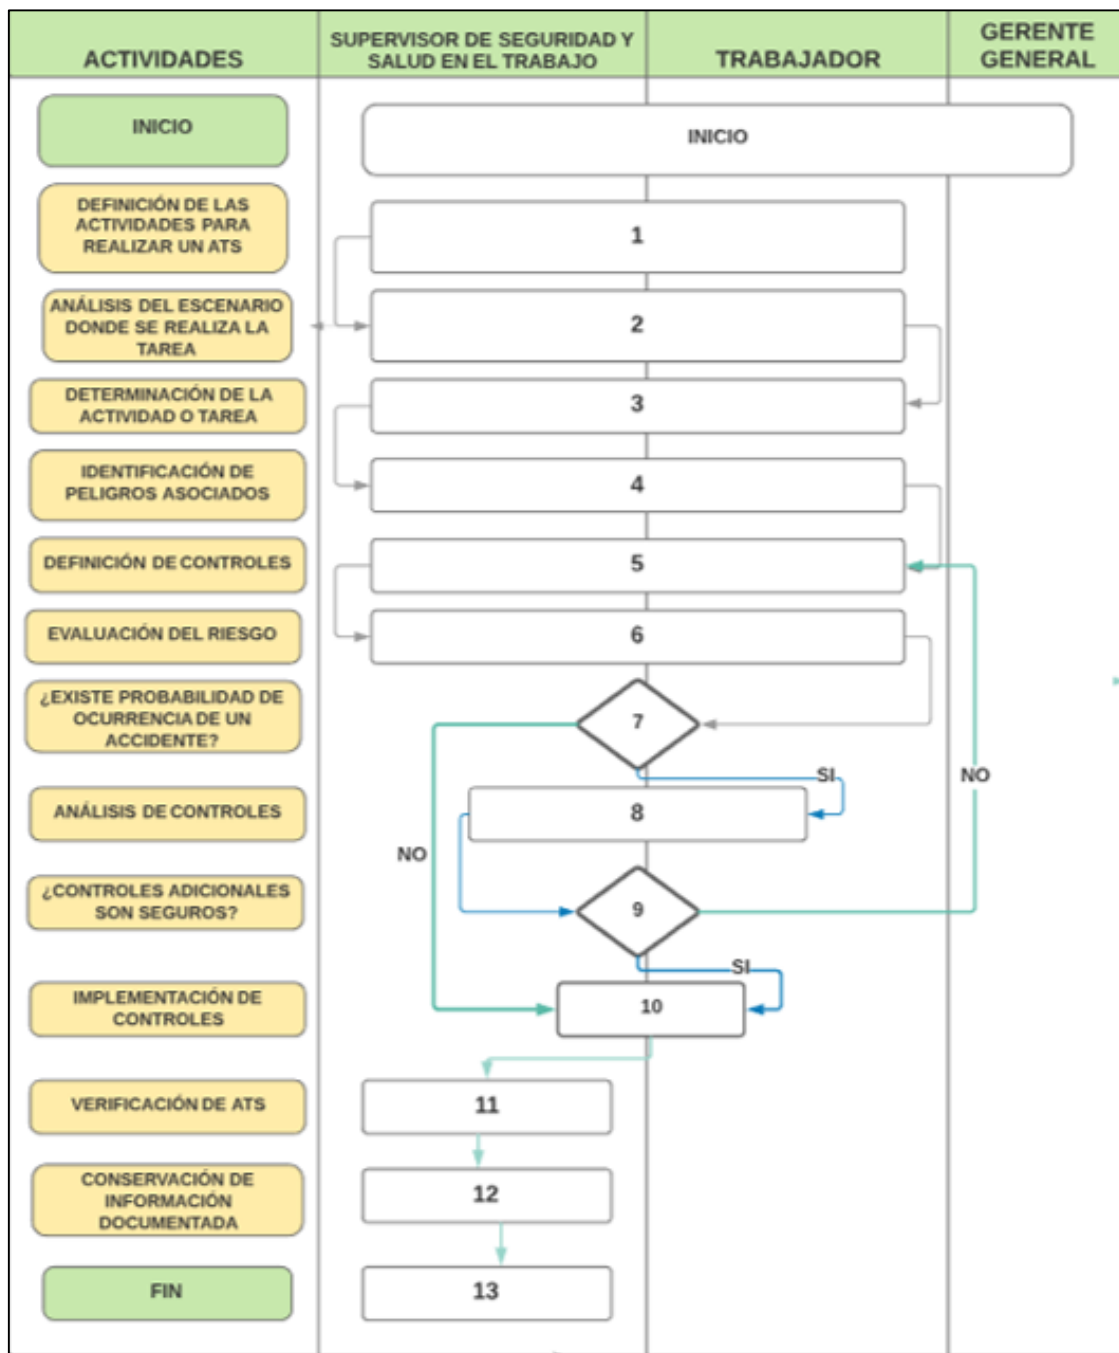 ACTIVIDADES
SUPERVISOR DE SEGURIDAD Y
SALUD EN EL TRABAJO
TRABAJADOR
GERENTE
GENERAL
INICIO
INICIO
DEFINICIÓN DE LAS
ACTIVIDADES PARA
REALIZAR UN ATS
1
ANÁLISIS DEL ESCENARIO
DONDE SE REALIZA LA
TAREA
2
DETERMINACIÓN DE LA
ACTIVIDAD O TAREA
3
IDENTIFICACIÓN DE
PELIGROS ASOCIADOS
4
DEFINICIÓN DE CONTROLES
5
EVALUACIÓN DEL RIESGO
6
¿EXISTE PROBABILIDAD DE
OCURRENCIA DE UN
ACCIDENTE?
7
SI
NO
ANÁLISIS DE CONTROLES
8
NO
¿CONTROLES ADICIONALES
SON SEGUROS?
9
SI
IMPLEMENTACIÓN DE
CONTROLES
10
VERIFICACIÓN DE ATS
11
CONSERVACIÓN DE
INFORMACIÓN
DOCUMENTADA
12
FIN
13